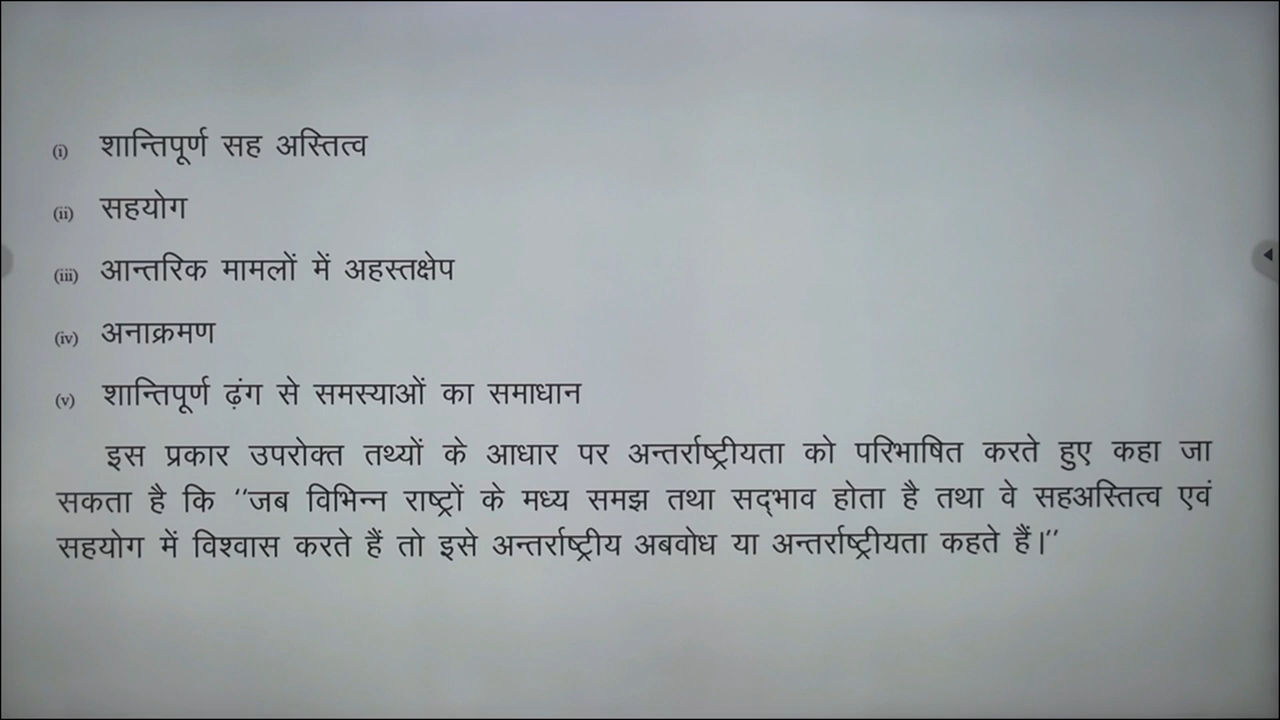 (i) शान्तिपूर्ण सह अस्तित्व
(ii) सहयोग
(iii) आन्तरिक मामलों में अहस्तक्षेप
(iv) अनाक्रमण
(v) शान्तिपूर्ण ढ़ंग से समस्याओं का समाधान
इस प्रकार उपरोक्त तथ्यों के आधार पर अन्तर्राष्ट्रीयता को परिभाषित करते हुए कहा जा
सकता है कि ‘‘जब विभिन्न राष्ट्रों के मध्य समझ तथा सद्‌भाव होता है तथा वे सहअस्तित्व एवं
सहयोग में विश्वास करते हैं तो इसे अन्तर्राष्ट्रीय अबवोध या अन्तर्राष्ट्रीयता कहते हैं।’’